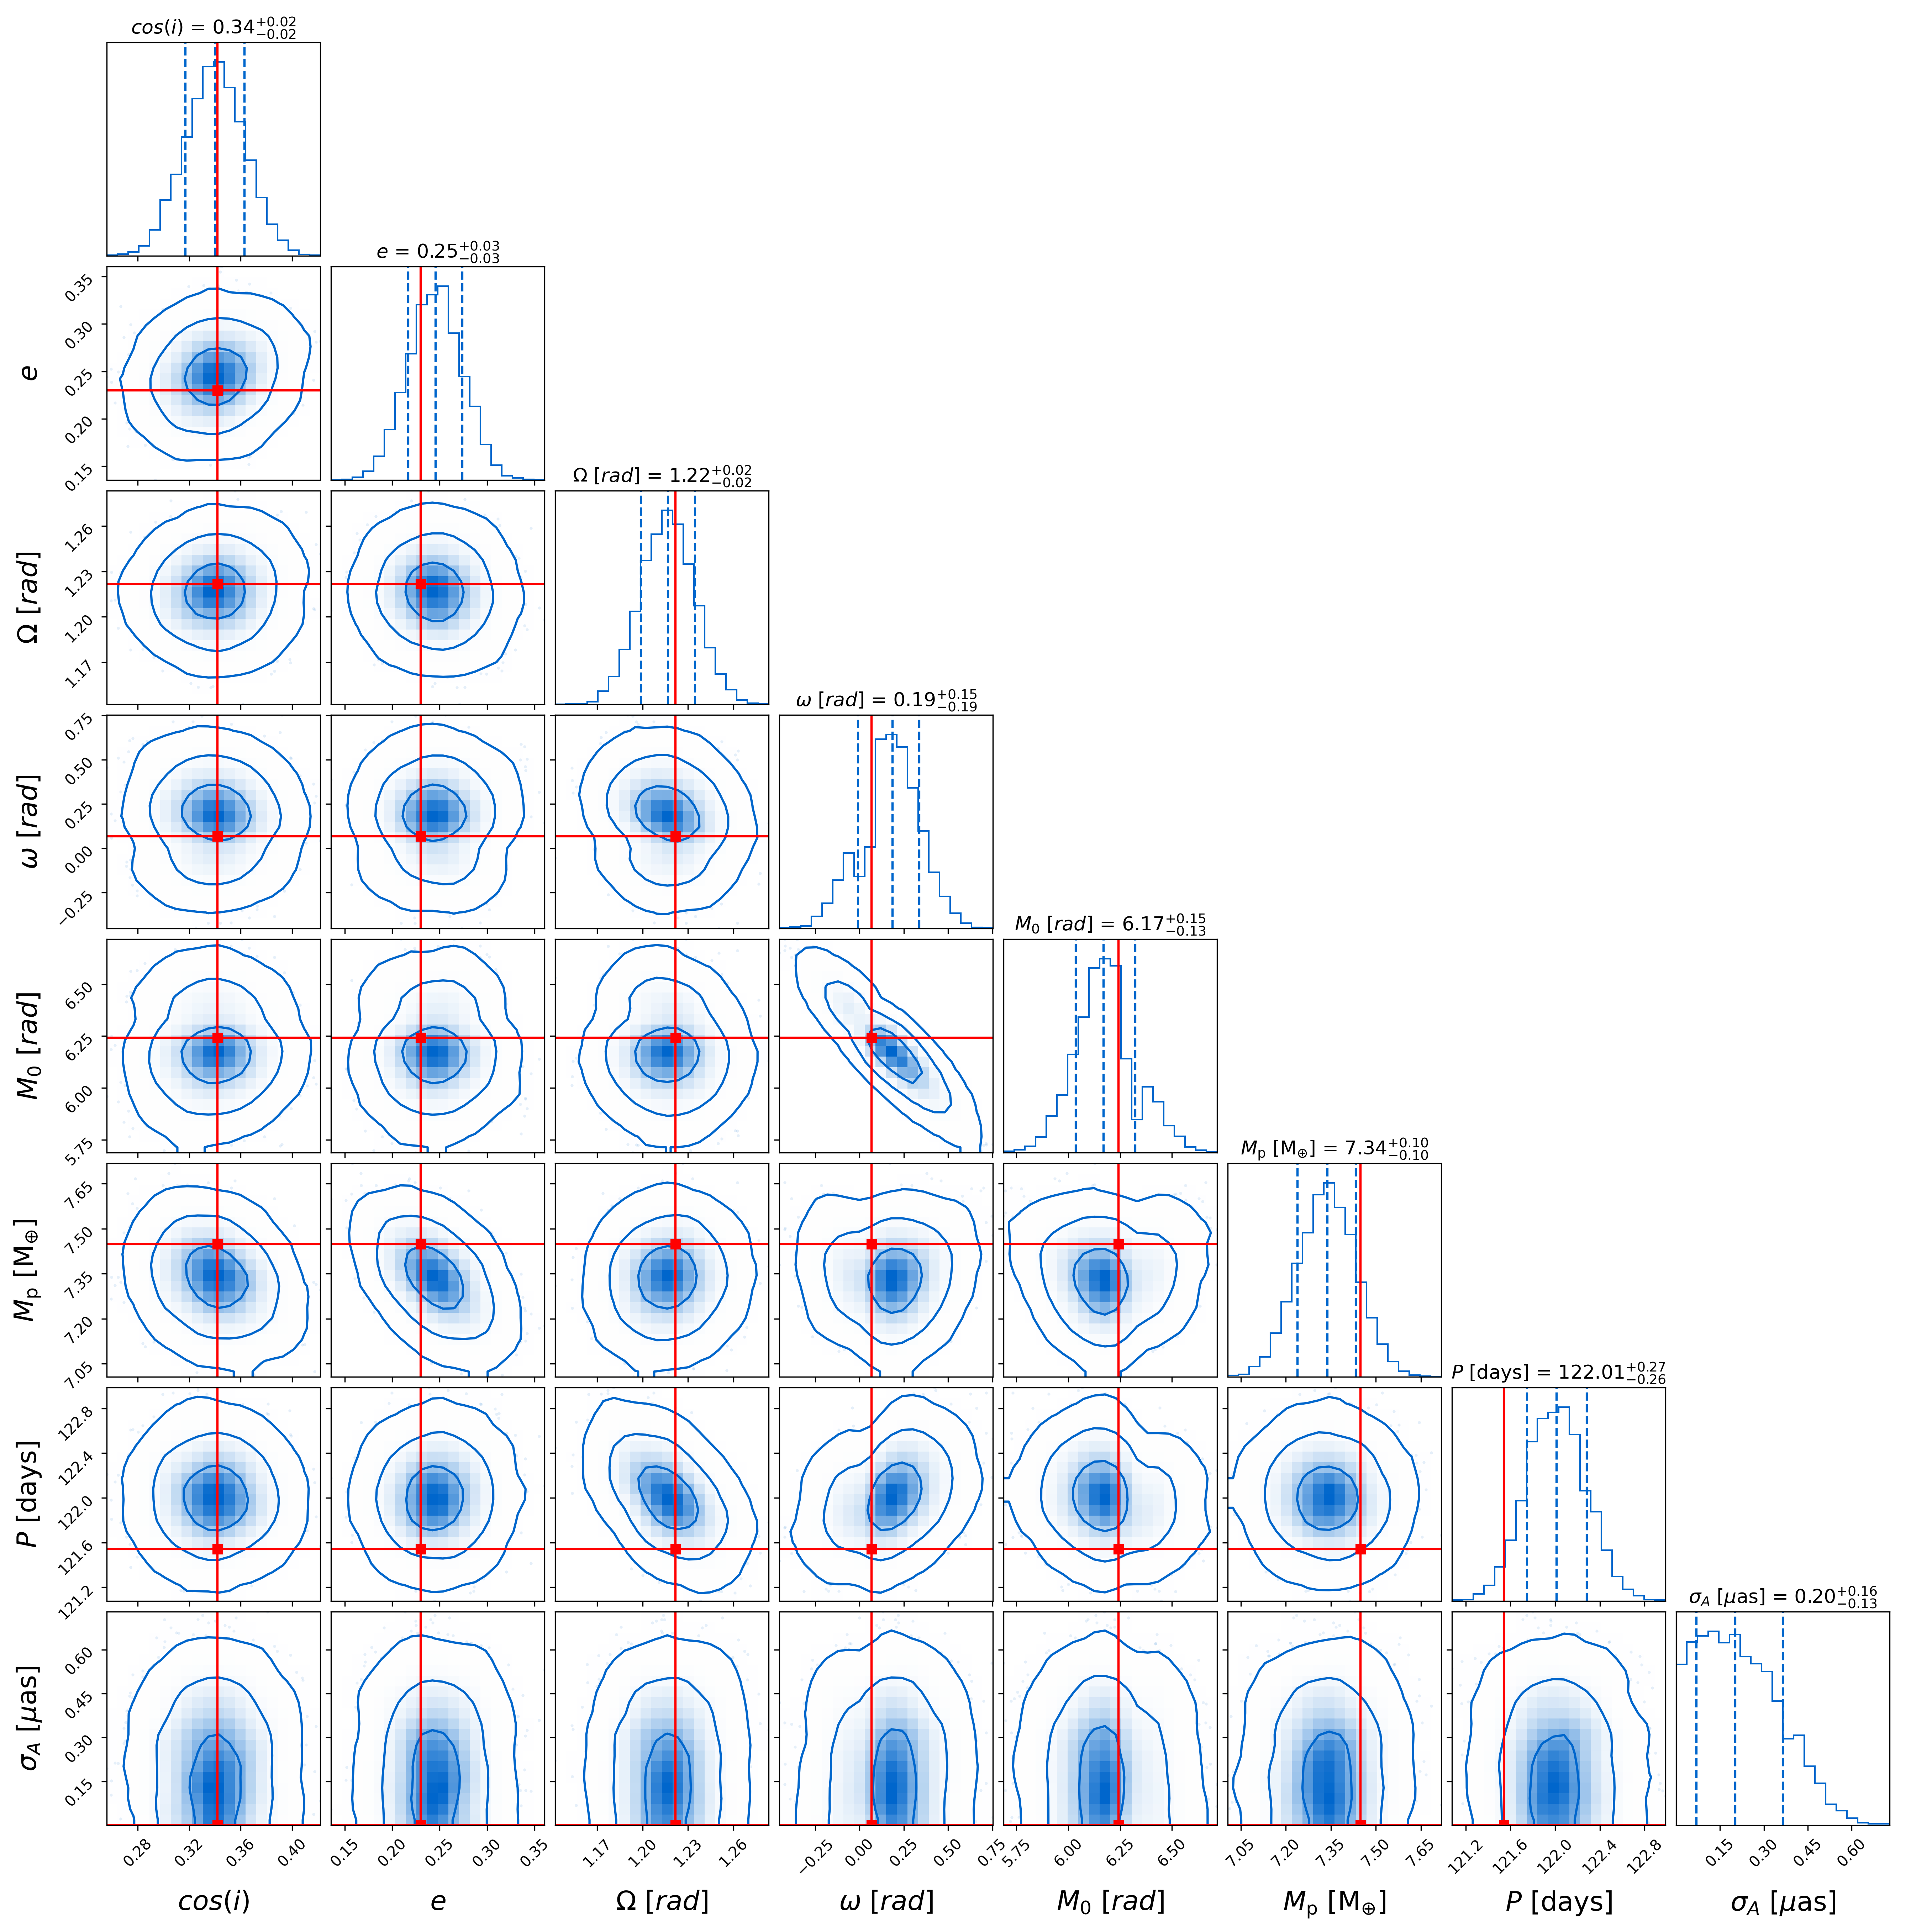 cos(i) = 0.34+0.02 −0.02
e = 0.25+0.03 −0.03
0.35
0.30
0.25
0.20
0.15
e
Ω [rad] = 1.22+0.02 −0.02
1.26
1.23
1.20
1.17
Ω [rad]
ω [rad] = 0.19+0.15 −0.19
0.75
0.50
0.25
0.00
−0.25
ω [rad]
M0 [rad] = 6.17+0.15 −0.13
6.50
6.25
6.00
5.75
M0 [rad]
Mp [M⊕] = 7.34+0.10 −0.10
7.65
7.50
7.35
7.20
7.05
Mp [M⊕]
P [days] = 122.01+0.27 −0.26
122.8
122.4
122.0
121.6
121.2
P [days]
σA [μas] = 0.20+0.16 −0.13
0.60
0.45
0.30
0.15
σA [μas]
0.28 0.32 0.36 0.40 0.15 0.20 0.25 0.30 0.35 1.17 1.20 1.23 1.26 −0.25 0.00 0.25 0.50 0.75 5.75 6.00 6.25 6.50 7.05 7.20 7.35 7.50 7.65 121.2 121.6 122.0 122.4 122.8 0.15 0.30 0.45 0.60
cos(i) e Ω [rad] ω [rad] M0 [rad] Mp [M⊕] P [days] σA [μas]